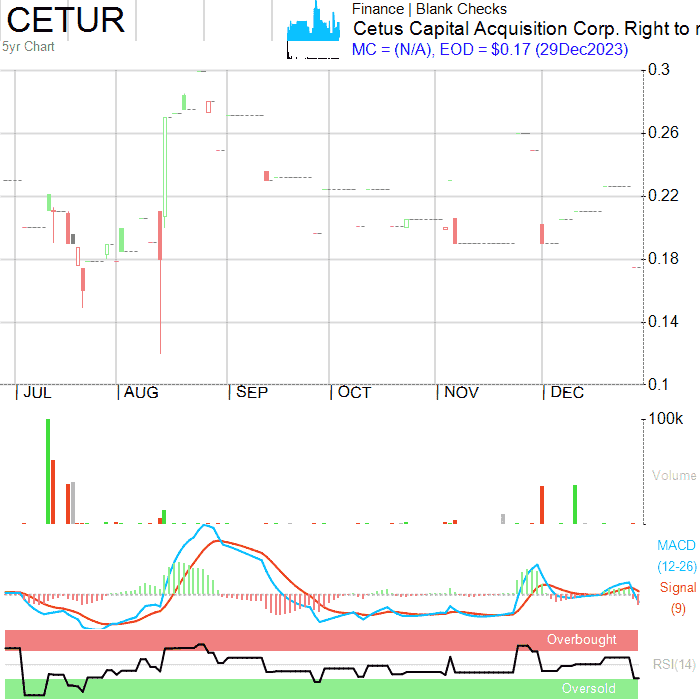 CETUR
5yr Chart
Finance | Blank Checks
Cetus Capital Acquisition Corp. Right to r
MC = (N/A), EOD = $0.17 (29Dec2023)
0.3
0.26
0.22
0.18
0.14
0.1
JUL AUG SEP OCT NOV DEC
100k
Volume
MACD
(12-26)
Signal
(9)
Overbought
RSI(14)
Oversold